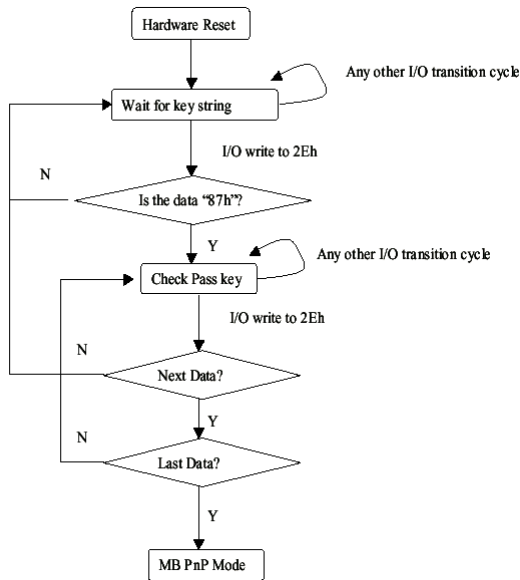 Hardware Reset
Any other I/O transition cycle
Wait for key string
I/O write to 2Eh
N
Is the data “87h”?
Y
Any other I/O transition cycle
Check Pass key
I/O write to 2Eh
N
Next Data?
Y
N
Last Data?
Y
MB PnP Mode